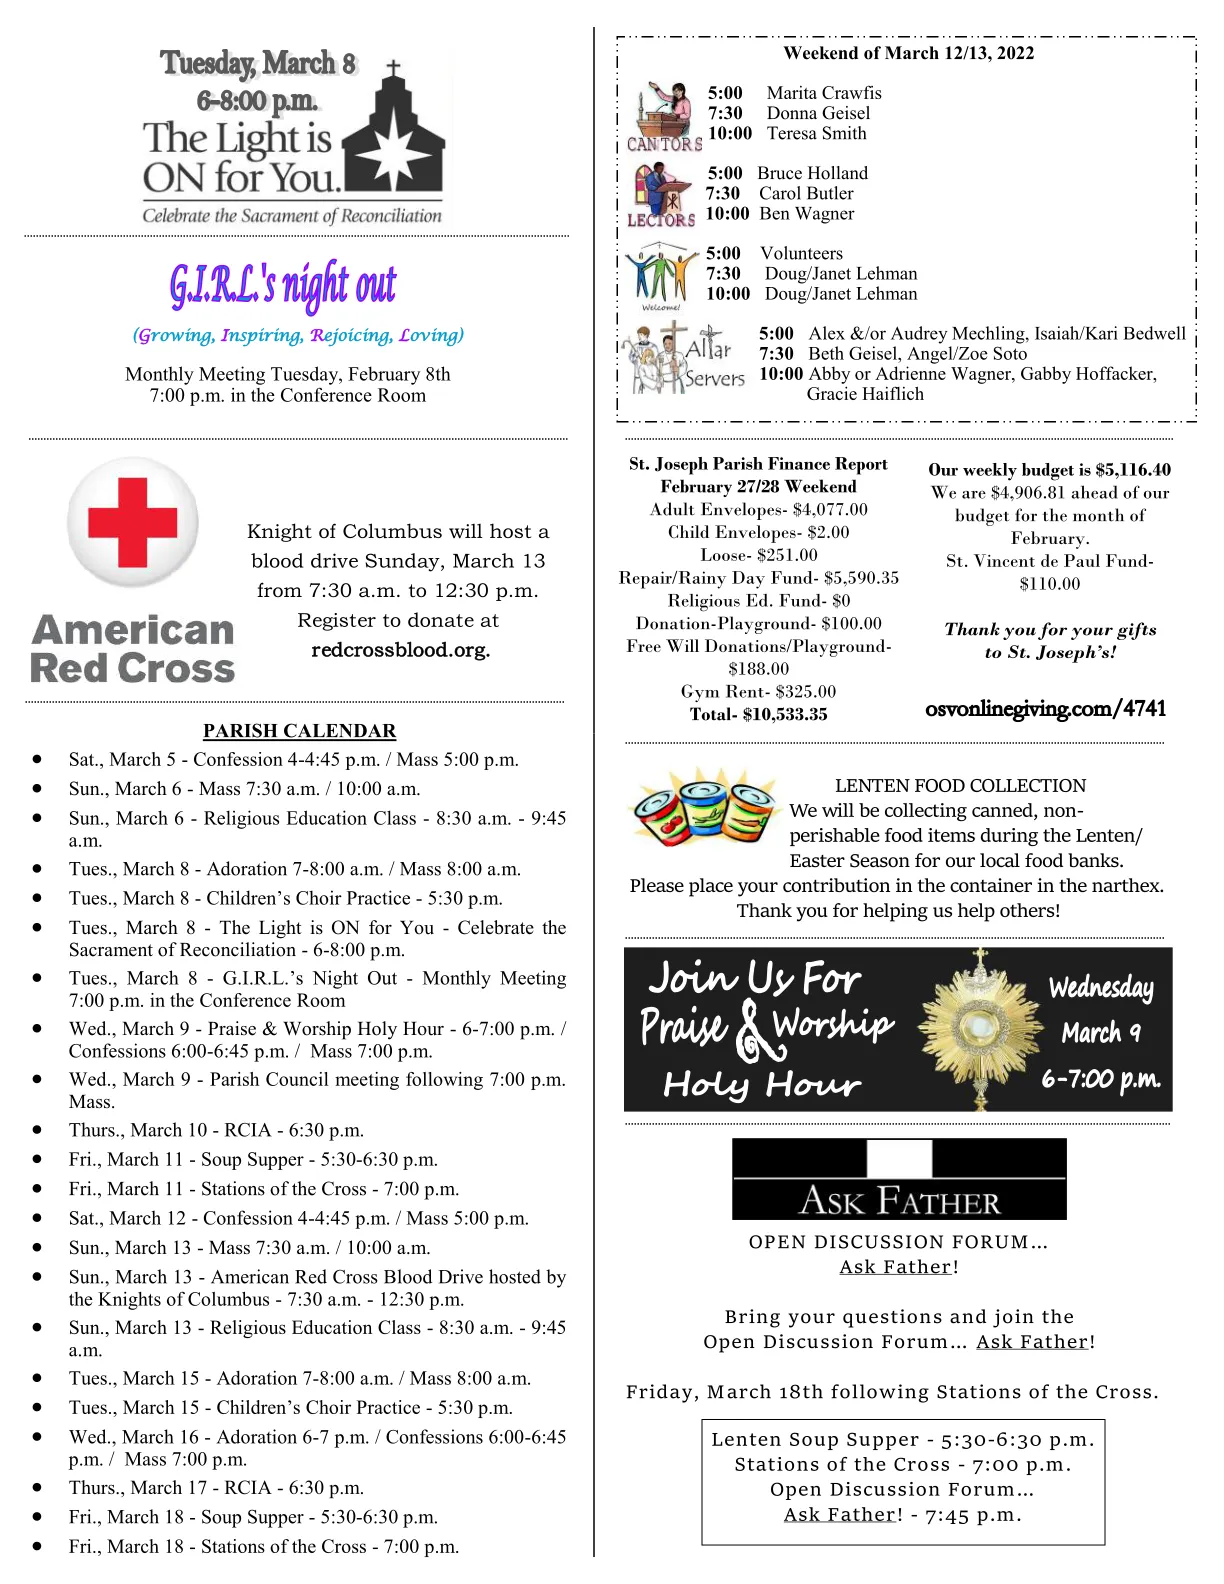 Tuesday, March 8
6-8:00 p.m.
The Light is
ON for You.
Celebrate the Sacrament of Reconciliation
G.I.R.L.'s night out
(Growing, Inspiring, Rejoicing, Loving)
Monthly Meeting Tuesday, February 8th
7:00 p.m. in the Conference Room
American
Red Cross
Knight of Columbus will host a
blood drive Sunday, March 13
from 7:30 a.m. to 12:30 p.m.
Register to donate at
redcrossblood.org.
PARISH CALENDAR
• Sat., March 5 - Confession 4-4:45 p.m. / Mass 5:00 p.m.
• Sun., March 6 - Mass 7:30 a.m. / 10:00 a.m.
• Sun., March 6 - Religious Education Class - 8:30 a.m. - 9:45
a.m.
• Tues., March 8 - Adoration 7-8:00 a.m. / Mass 8:00 a.m.
• Tues., March 8 - Children's Choir Practice - 5:30 p.m.
• Tues., March 8 - The Light is ON for You - Celebrate the
Sacrament of Reconciliation - 6-8:00 p.m.
• Tues., March 8 - G.I.R.L.'s Night Out - Monthly Meeting
7:00 p.m. in the Conference Room
• Wed., March 9 - Praise & Worship Holy Hour - 6-7:00 p.m. /
Confessions 6:00-6:45 p.m. / Mass 7:00 p.m.
• Wed., March 9 - Parish Council meeting following 7:00 p.m.
Mass.
• Thurs., March 10 - RCIA - 6:30 p.m.
• Fri., March 11 - Soup Supper - 5:30-6:30 p.m.
• Fri., March 11 - Stations of the Cross - 7:00 p.m.
• Sat., March 12 - Confession 4-4:45 p.m. / Mass 5:00 p.m.
• Sun., March 13 - Mass 7:30 a.m. / 10:00 a.m.
• Sun., March 13 - American Red Cross Blood Drive hosted by
the Knights of Columbus - 7:30 a.m. - 12:30 p.m.
• Sun., March 13 - Religious Education Class - 8:30 a.m. - 9:45
a.m.
• Tues., March 15 - Adoration 7-8:00 a.m. / Mass 8:00 a.m.
• Tues., March 15 - Children's Choir Practice - 5:30 p.m.
• Wed., March 16 - Adoration 6-7 p.m. / Confessions 6:00-6:45
p.m. / Mass 7:00 p.m.
• Thurs., March 17 - RCIA - 6:30 p.m.
• Fri., March 18 - Soup Supper - 5:30-6:30 p.m.
• Fri., March 18 - Stations of the Cross - 7:00 p.m.
Weekend of March 12/13, 2022
CANTORS
5:00 Marita Crawfis
7:30 Donna Geisel
10:00 Teresa Smith
LECTORS
5:00 Bruce Holland
7:30 Carol Butler
10:00 Ben Wagner
Welcome!
5:00 Volunteers
7:30 Doug/Janet Lehman
10:00 Doug/Janet Lehman
Altar
Servers
5:00 Alex &/or Audrey Mechling, Isaiah/Kari Bedwell
7:30 Beth Geisel, Angel/Zoe Soto
10:00 Abby or Adrienne Wagner, Gabby Hoffacker,
Gracie Haiflich
St. Joseph Parish Finance Report
February 27/28 Weekend
Adult Envelopes- $4,077.00
Child Envelopes- $2.00
Loose- $251.00
Repair/Rainy Day Fund- $5,590.35
Religious Ed. Fund- $0
Donation-Playground- $100.00
Free Will Donations/Playground-
$188.00
Gym Rent- $325.00
Total- $10,533.35
Our weekly budget is $5,116.40
We are $4,906.81 ahead of our
budget for the month of
February.
St. Vincent de Paul Fund-
$110.00
Thank you for your gifts
to St. Joseph's!
osvonlinegiving.com/4741
LENTEN FOOD COLLECTION
We will be collecting canned, non-
perishable food items during the Lenten/
Easter Season for our local food banks.
Please place your contribution in the container in the narthex.
Thank you for helping us help others!
Join Us For
Praise & Worship
Holy Hour
Wednesday
March 9
6-7:00 p.m.
ASK FATHER
OPEN DISCUSSION FORUM…
Ask Father!
Bring your questions and join the
Open Discussion Forum… Ask Father!
Friday, March 18th following Stations of the Cross.
Lenten Soup Supper - 5:30-6:30 p.m.
Stations of the Cross - 7:00 p.m.
Open Discussion Forum…
Ask Father! - 7:45 p.m.